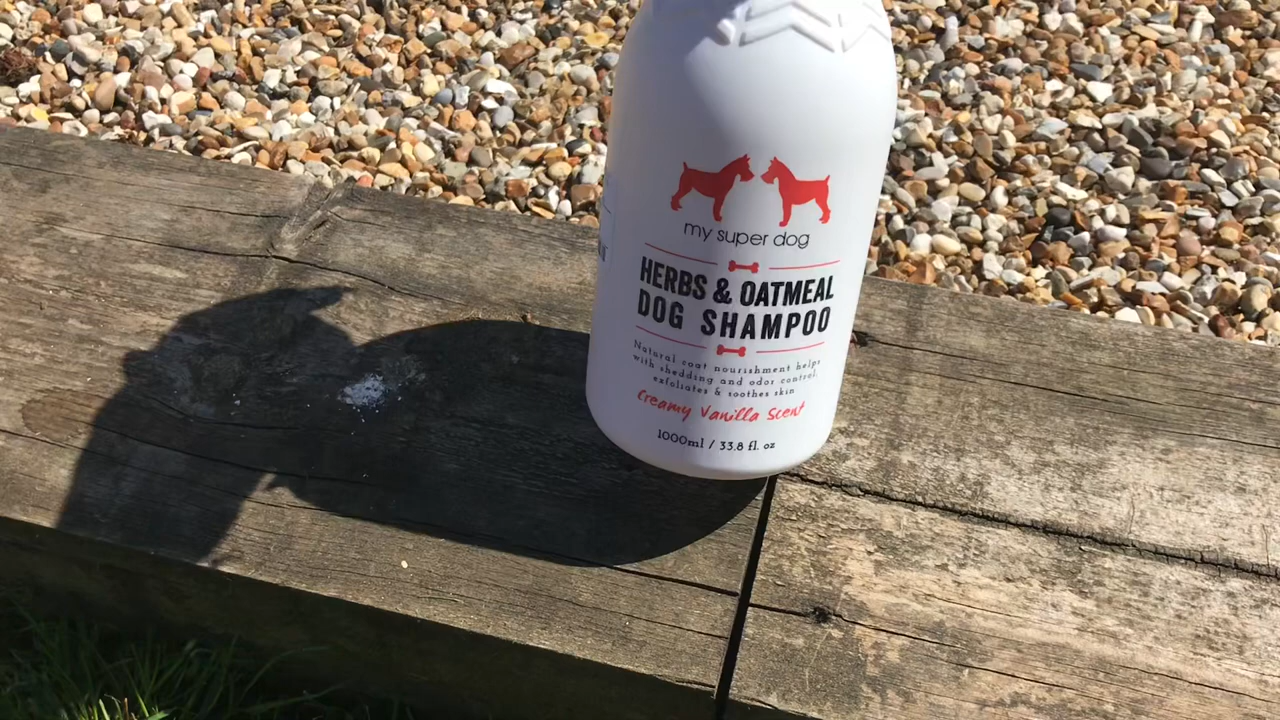 my super dog
HERBS & OATMEAL
DOG SHAMPOO
Natural coat nourishment helps
with shedding and odor control,
exfoliates & soothes skin
Creamy Vanilla Scent
1000ml / 33.8 fl. oz